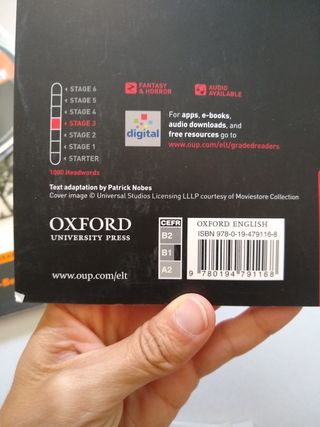 STAGE 6
STAGE 5
STAGE 4
STAGE 3
STAGE 2
STAGE 1
STARTER
1000 Headwords
FANTASY
& HORROR
AUDIO
AVAILABLE
digital
For apps, e-books,
audio downloads, and
free resources go to
www.oup.com/elt/gradedreaders
Text adaptation by Patrick Nobes
Cover image © Universal Studios Licensing LLLP courtesy of Moviestore Collection
OXFORD
UNIVERSITY PRESS
www.oup.com/elt
CEFR
B2
B1
A2
OXFORD ENGLISH
ISBN 978-0-19-479116-8
9 780194 791168